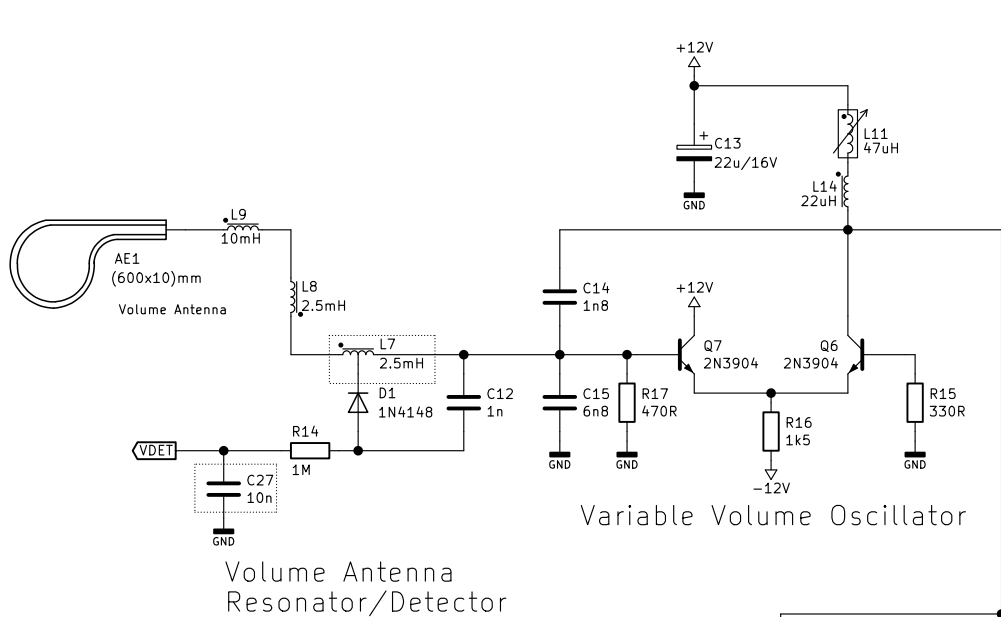 +12V
C13
22u/16V
GND
L11
47uH
L14
22uH
L9
10mH
AE1
(600x10)mm
Volume Antenna
L8
2.5mH
C14
1n8
+12V
L7
2.5mH
Q7
2N3904
Q6
2N3904
D1
1N4148
C12
1n
C15
6n8
R17
470R
R15
330R
R16
1k5
VDET
R14
1M
GND
GND
GND
C27
10n
-12V
GND
Variable Volume Oscillator
Volume Antenna
Resonator/Detector